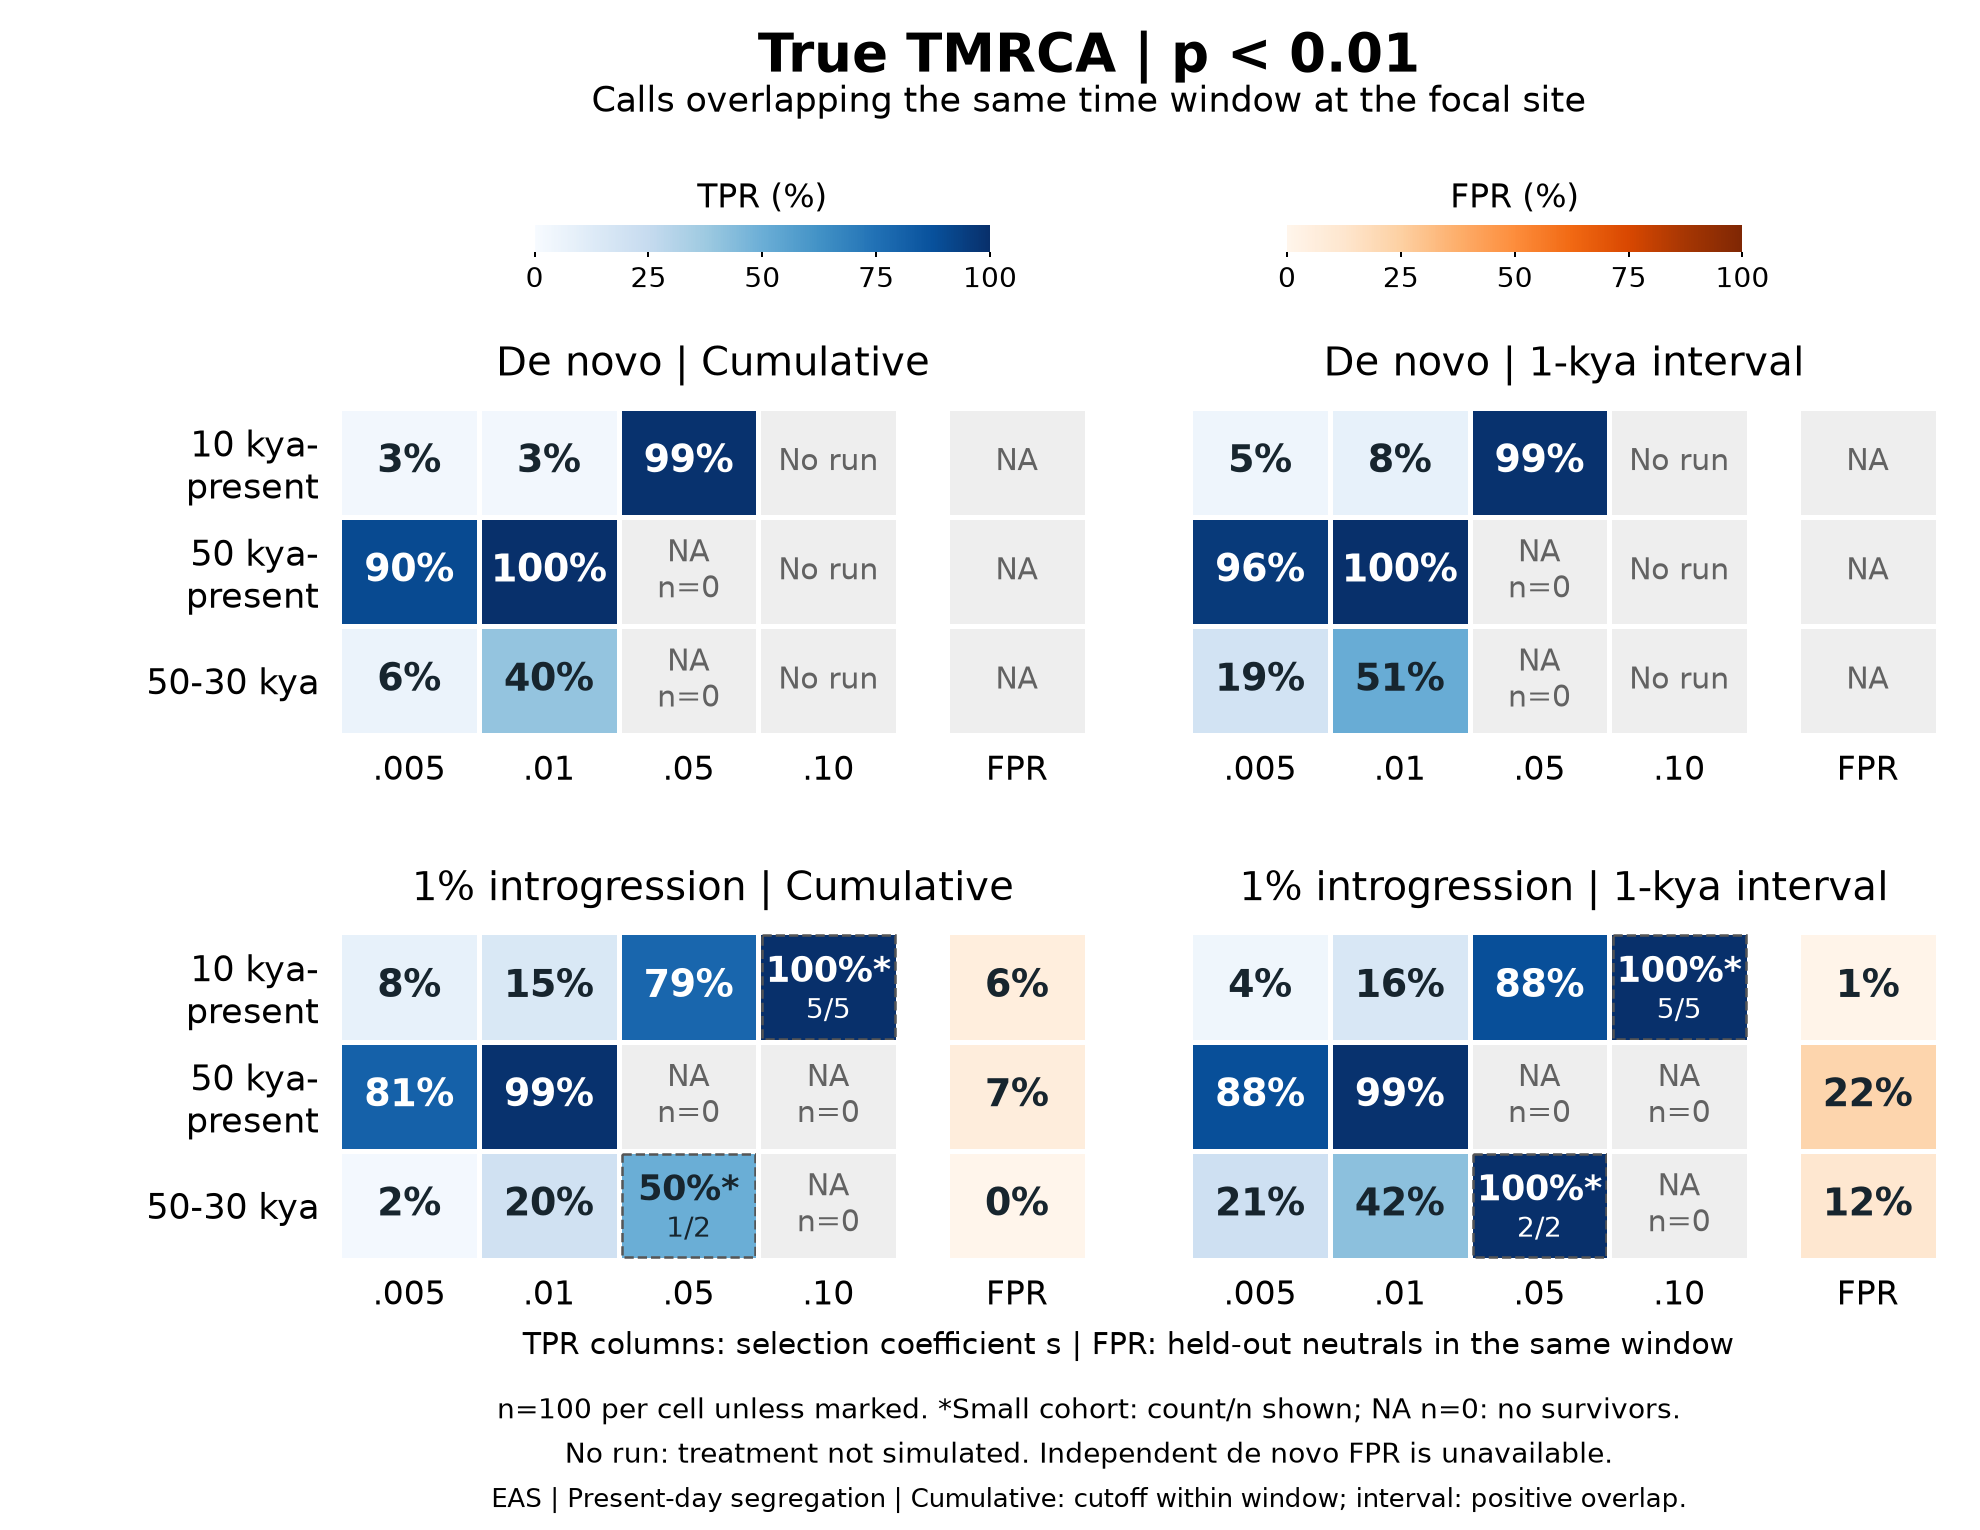 True TMRCA | p < 0.01
Calls overlapping the same time window at the focal site
TPR (%)
0 25 50 75 100
FPR (%)
0 25 50 75 100
De novo | Cumulative
10 kya-
present
3% 3% 99% No run NA
50 kya-
present
90% 100% NA
n=0 No run NA
50-30 kya
6% 40% NA
n=0 No run NA
.005 .01 .05 .10 FPR
De novo | 1-kya interval
5% 8% 99% No run NA
96% 100% NA
n=0 No run NA
19% 51% NA
n=0 No run NA
.005 .01 .05 .10 FPR
1% introgression | Cumulative
10 kya-
present
8% 15% 79% 100%*
5/5 6%
50 kya-
present
81% 99% NA
n=0 NA
n=0 7%
50-30 kya
2% 20% 50%*
1/2 NA
n=0 0%
.005 .01 .05 .10 FPR
1% introgression | 1-kya interval
4% 16% 88% 100%*
5/5 1%
88% 99% NA
n=0 NA
n=0 22%
21% 42% 100%*
2/2 NA
n=0 12%
.005 .01 .05 .10 FPR
TPR columns: selection coefficient s | FPR: held-out neutrals in the same window
n=100 per cell unless marked. *Small cohort: count/n shown; NA n=0: no survivors.
No run: treatment not simulated. Independent de novo FPR is unavailable.
EAS | Present-day segregation | Cumulative: cutoff within window; interval: positive overlap.